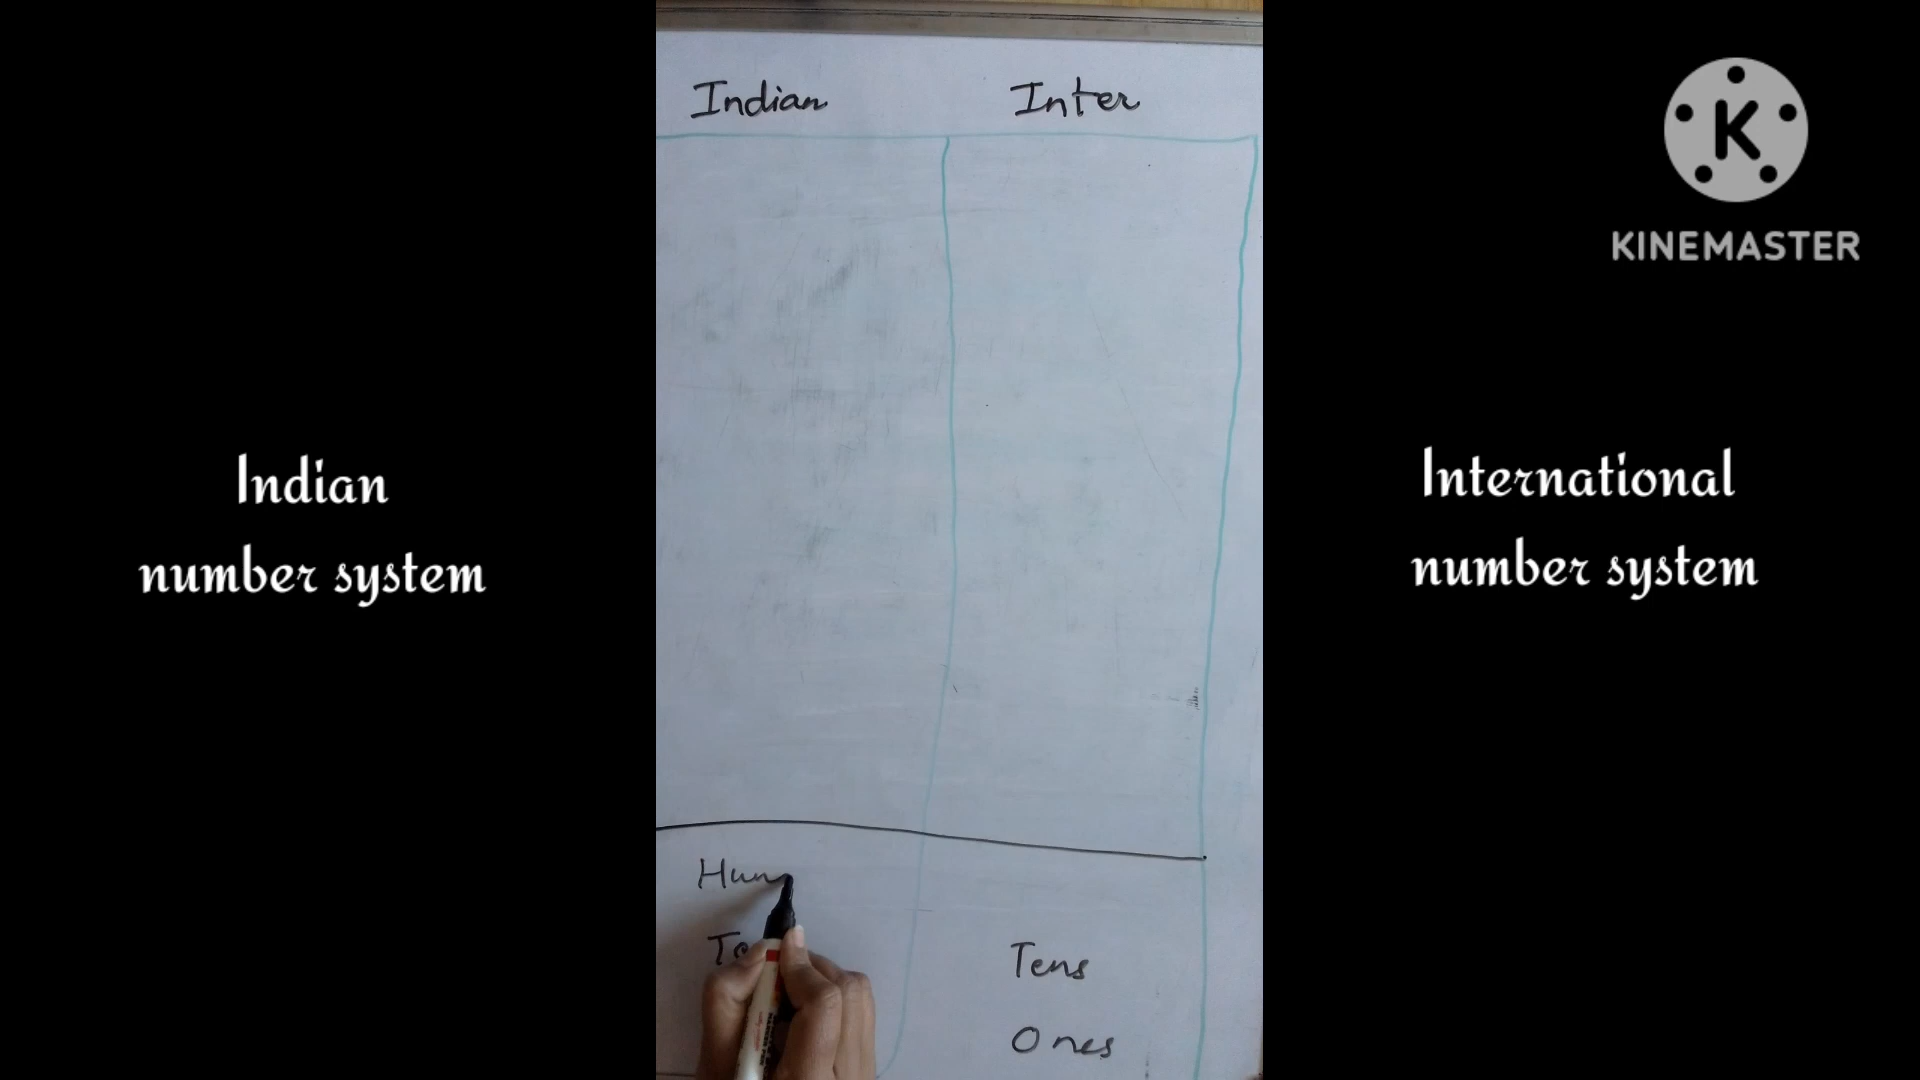 Indian
Inter
KINEMASTER
Indian
number system
International
number system
Tens
Ones